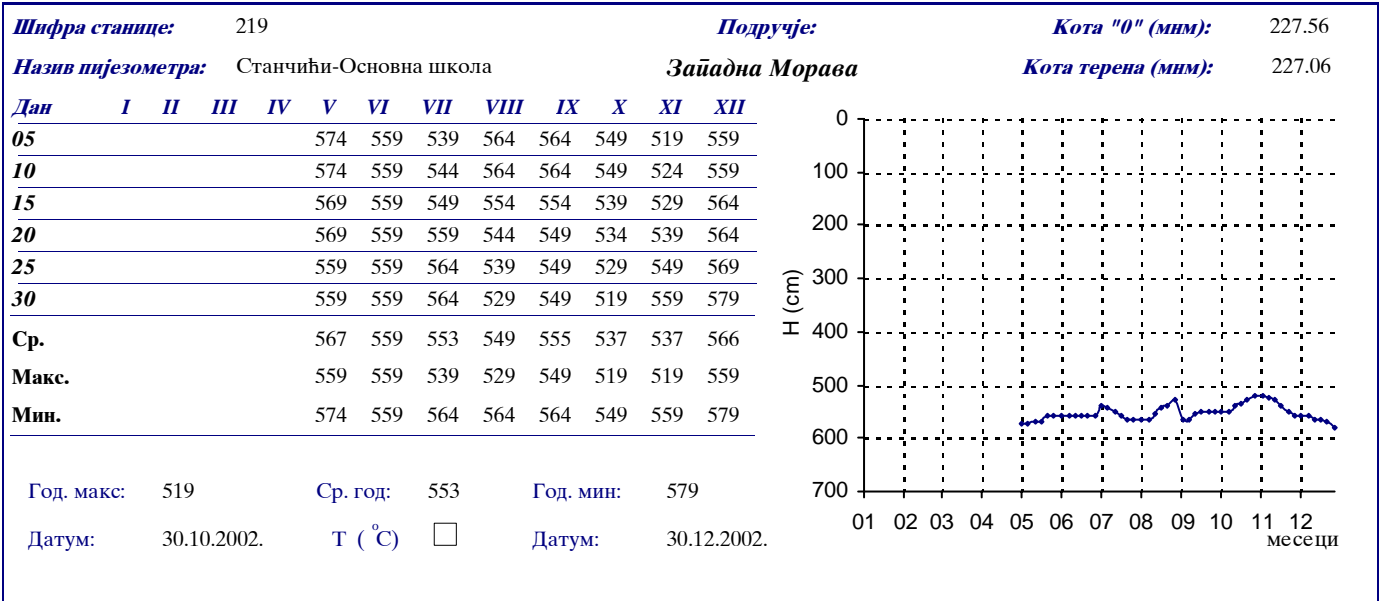 Шифра станице: 219 Подручје: Кота "0" (мнм): 227.56
Назив пијезометра: Станчићи-Основна школа Западна Морава Кота терена (мнм): 227.06
Дан I II III IV V VI VII VIII IX X XI XII
05 574 559 539 564 564 549 519 559
10 574 559 544 564 564 549 524 559
15 569 559 549 554 554 539 529 564
20 569 559 559 544 549 534 539 564
25 559 559 564 539 549 529 549 569
30 559 559 564 529 549 519 559 579
Ср. 567 559 553 549 555 537 537 566
Макс. 559 559 539 529 549 519 519 559
Мин. 574 559 564 564 564 549 559 579
Год. макс: 519 Ср. год: 553 Год. мин: 579
Датум: 30.10.2002. Т (°C) Датум: 30.12.2002.
0
100
200
300
400
500
600
700
H (cm)
01 02 03 04 05 06 07 08 09 10 11 12
месеци